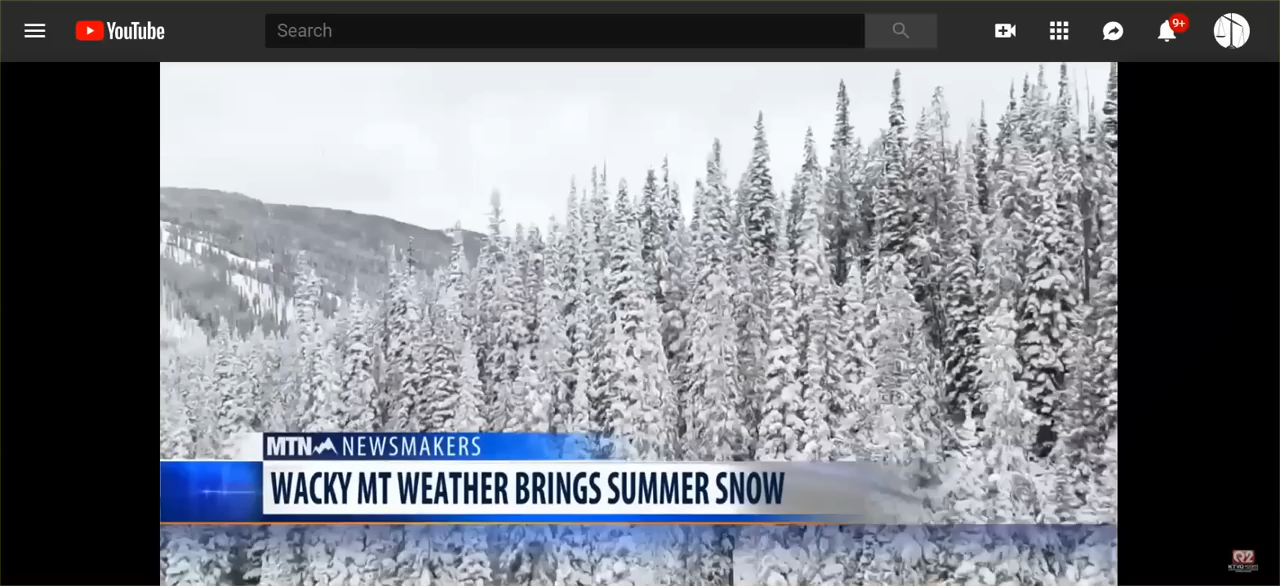 YouTube
Search
9+
MTN NEWSMAKERS
WACKY MT WEATHER BRINGS SUMMER SNOW
Q2